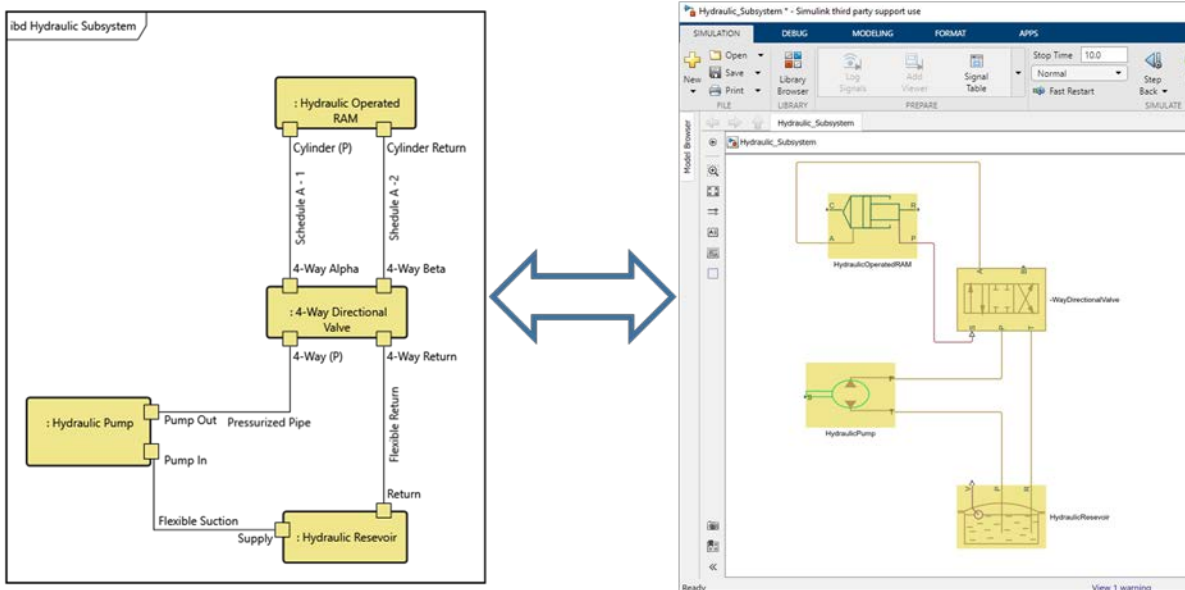 ibd Hydraulic Subsystem
: Hydraulic Operated
RAM
Cylinder (P)
Cylinder Return
Schedule A - 1
Shedule A -2
4-Way Alpha
4-Way Beta
: 4-Way Directional
Valve
4-Way (P)
4-Way Return
: Hydraulic Pump
Pump Out
Pressurized Pipe
Pump In
Flexible Return
Return
Flexible Suction
Supply
: Hydraulic Resevoir
Hydraulic_Subsystem * - Simulink third party support use
SIMULATION
DEBUG
MODELING
FORMAT
APPS
New
Open
Save
Print
FILE
Library
Browser
LIBRARY
Log
Signals
Add
Viewer
Signal
Table
PREPARE
Stop Time
10.0
Normal
Fast Restart
Step
Back
SIMULATE
Model Browser
Hydraulic_Subsystem
Hydraulic_Subsystem
C
R
A
P
HydraulicOperatedRAM
A
B
-WayDirectionalValve
S
P
T
S
P
T
HydraulicPump
V
P
R
HydraulicResevoir
Ready
View 1 warning